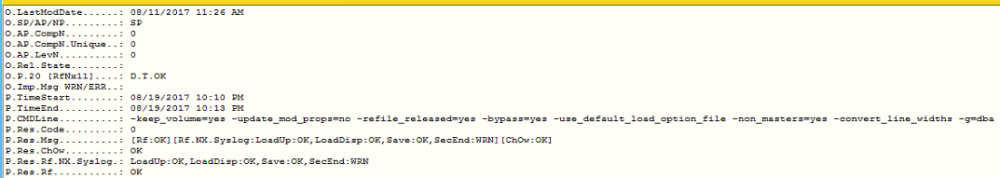 O.LastModDate......: 08/11/2017 11:26 AM
O.SP/AP/NP.........: SP
O.AP.CompN.........: 0
O.AP.CompN.Unique..: 0
O.AP.LevN..........: 0
O.Rel.State........:
O.P.20 [RfNx11]....: D.T.OK
O.Imp.Msg WRN/ERR..:
P.TimeStart........: 08/19/2017 10:10 PM
P.TimeEnd..........: 08/19/2017 10:13 PM
P.CMDLine..........: -keep_volume=yes -update_mod_props=no -refile_released=yes -bypass=yes -use_default_load_option_file -non_masters=yes -convert_line_widths -g=dba
P.Res.Code.........: 0
P.Res.Msg..........: [Rf:OK][Rf.NX.Syslog:LoadUp:OK,LoadDisp:OK,Save:OK,SecEnd:WRN][ChOw:OK]
P.Res.ChOw.........: OK
P.Res.Rf.NX.Syslog.: LoadUp:OK,LoadDisp:OK,Save:OK,SecEnd:WRN
P.Res.Rf...........: OK